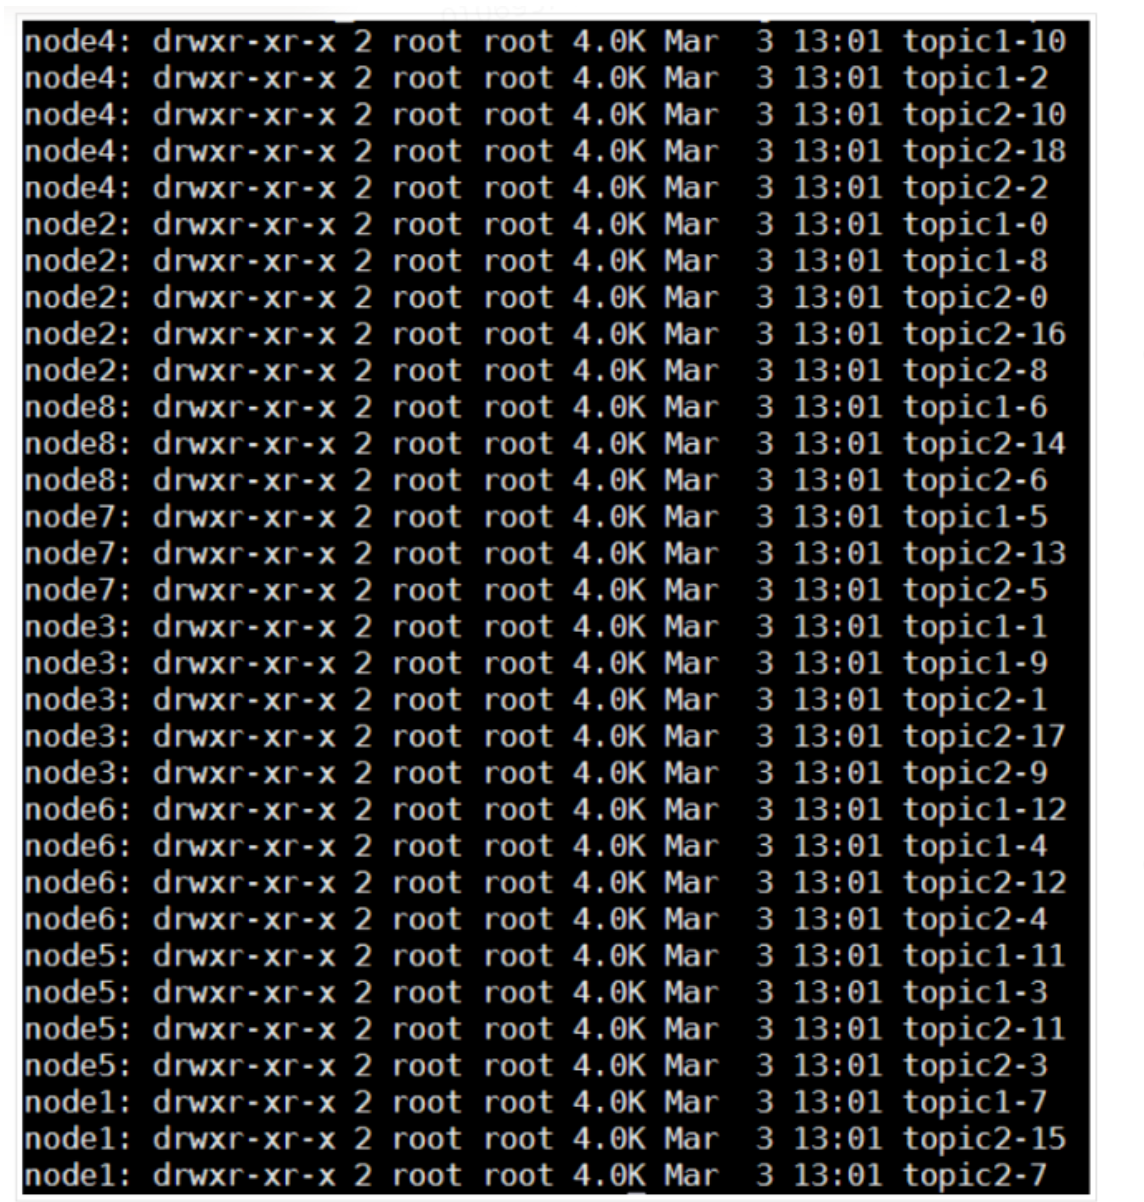 node4: drwxr-xr-x 2 root root 4.0K Mar  3 13:01 topic1-10
node4: drwxr-xr-x 2 root root 4.0K Mar  3 13:01 topic1-2
node4: drwxr-xr-x 2 root root 4.0K Mar  3 13:01 topic2-10
node4: drwxr-xr-x 2 root root 4.0K Mar  3 13:01 topic2-18
node4: drwxr-xr-x 2 root root 4.0K Mar  3 13:01 topic2-2
node2: drwxr-xr-x 2 root root 4.0K Mar  3 13:01 topic1-0
node2: drwxr-xr-x 2 root root 4.0K Mar  3 13:01 topic1-8
node2: drwxr-xr-x 2 root root 4.0K Mar  3 13:01 topic2-0
node2: drwxr-xr-x 2 root root 4.0K Mar  3 13:01 topic2-16
node2: drwxr-xr-x 2 root root 4.0K Mar  3 13:01 topic2-8
node8: drwxr-xr-x 2 root root 4.0K Mar  3 13:01 topic1-6
node8: drwxr-xr-x 2 root root 4.0K Mar  3 13:01 topic2-14
node8: drwxr-xr-x 2 root root 4.0K Mar  3 13:01 topic2-6
node7: drwxr-xr-x 2 root root 4.0K Mar  3 13:01 topic1-5
node7: drwxr-xr-x 2 root root 4.0K Mar  3 13:01 topic2-13
node7: drwxr-xr-x 2 root root 4.0K Mar  3 13:01 topic2-5
node3: drwxr-xr-x 2 root root 4.0K Mar  3 13:01 topic1-1
node3: drwxr-xr-x 2 root root 4.0K Mar  3 13:01 topic1-9
node3: drwxr-xr-x 2 root root 4.0K Mar  3 13:01 topic2-1
node3: drwxr-xr-x 2 root root 4.0K Mar  3 13:01 topic2-17
node3: drwxr-xr-x 2 root root 4.0K Mar  3 13:01 topic2-9
node6: drwxr-xr-x 2 root root 4.0K Mar  3 13:01 topic1-12
node6: drwxr-xr-x 2 root root 4.0K Mar  3 13:01 topic1-4
node6: drwxr-xr-x 2 root root 4.0K Mar  3 13:01 topic2-12
node6: drwxr-xr-x 2 root root 4.0K Mar  3 13:01 topic2-4
node5: drwxr-xr-x 2 root root 4.0K Mar  3 13:01 topic1-11
node5: drwxr-xr-x 2 root root 4.0K Mar  3 13:01 topic1-3
node5: drwxr-xr-x 2 root root 4.0K Mar  3 13:01 topic2-11
node5: drwxr-xr-x 2 root root 4.0K Mar  3 13:01 topic2-3
node1: drwxr-xr-x 2 root root 4.0K Mar  3 13:01 topic1-7
node1: drwxr-xr-x 2 root root 4.0K Mar  3 13:01 topic2-15
node1: drwxr-xr-x 2 root root 4.0K Mar  3 13:01 topic2-7